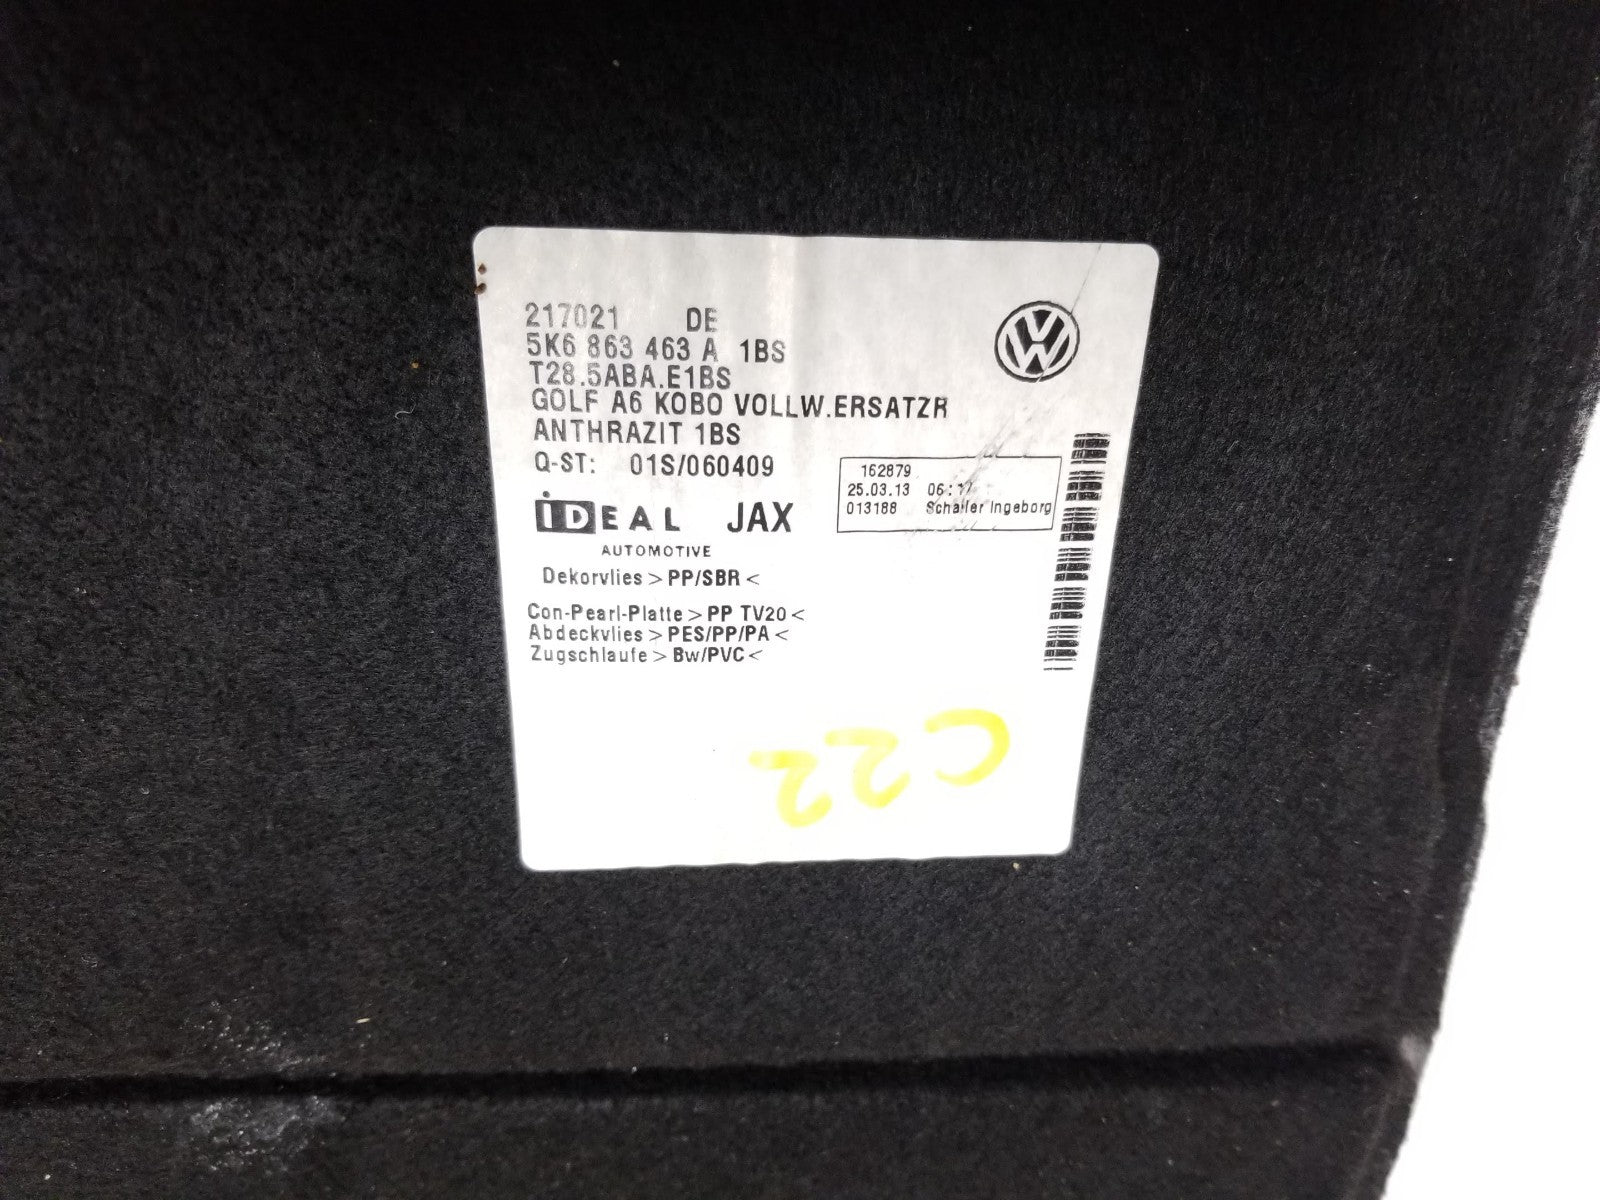 217021 DE
5K6 863 463 A 1BS
T28.5ABA.E1BS
GOLF A6 KOBO VOLLW.ERSATZR
ANTHRAZIT 1BS
Q-ST: 01S/060409
VW
162879
25.03.13
013188 Schaller Ingeborg
iDEAL JAX
AUTOMOTIVE
Dekorvlies > PP/SBR <
Con-Pearl-Platte > PP TV20 <
Abdeckvlies > PES/PP/PA <
Zugschlaufe > Bw/PVC <
C22